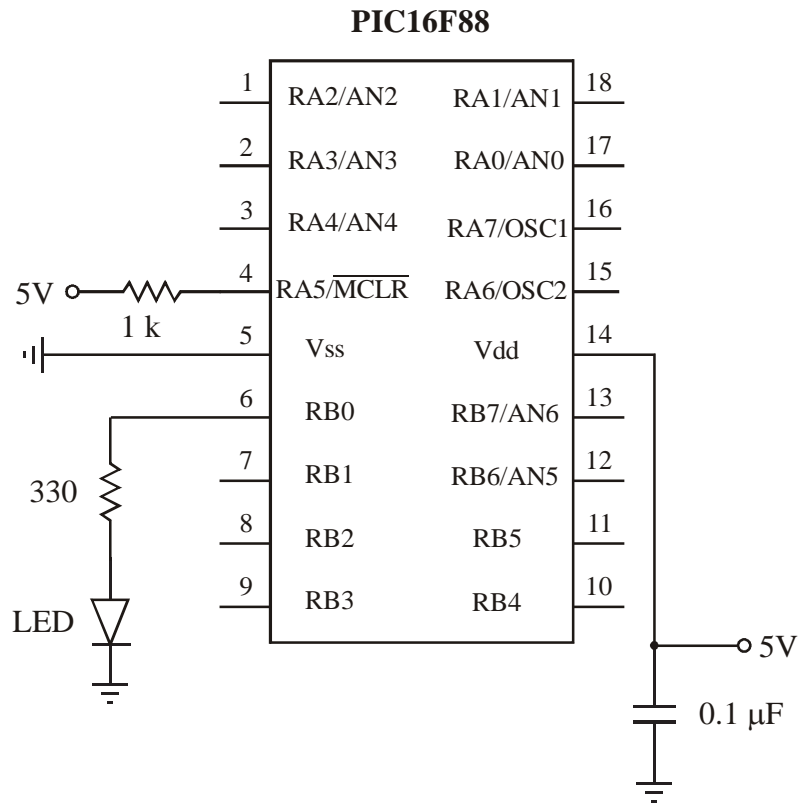 PIC16F88
1 RA2/AN2 RA1/AN1 18
2 RA3/AN3 RA0/AN0 17
3 RA4/AN4 RA7/OSC1 16
5V 1 k 4 RA5/MCLR RA6/OSC2 15
5 Vss Vdd 14
6 RB0 RB7/AN6 13
330 7 RB1 RB6/AN5 12
8 RB2 RB5 11
LED 9 RB3 RB4 10
5V
0.1 μF